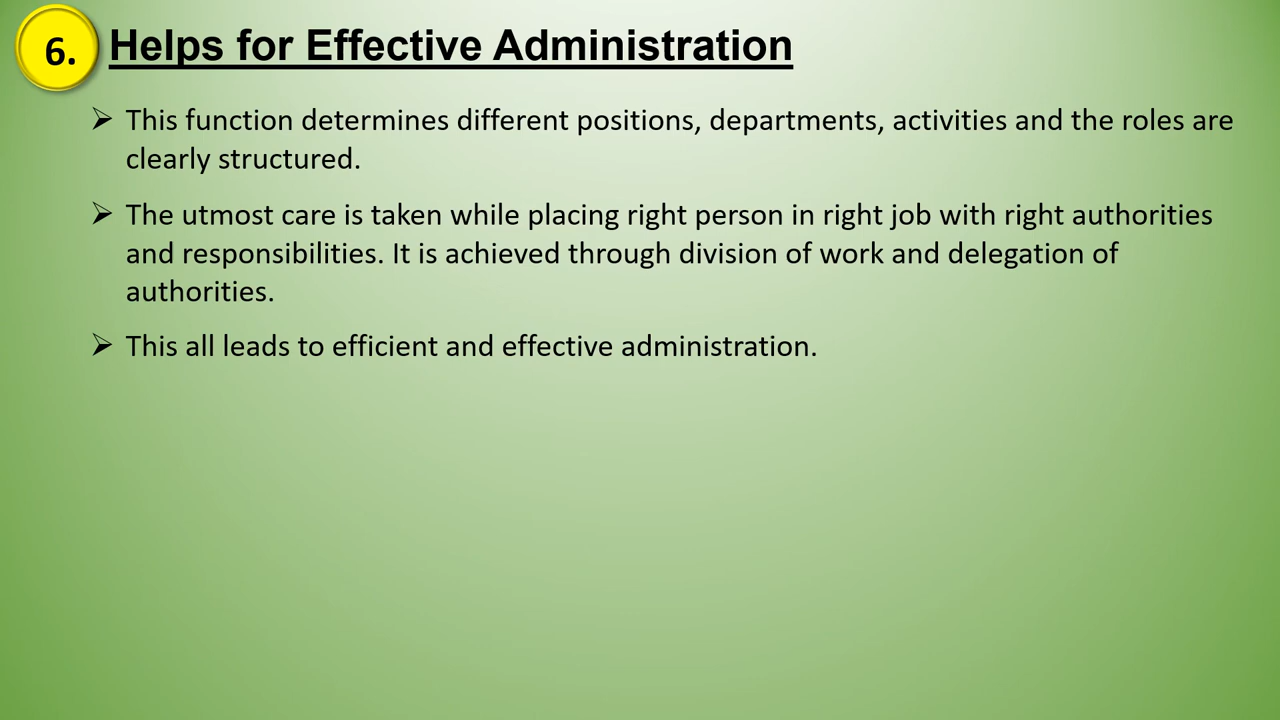 6. Helps for Effective Administration
➢ This function determines different positions, departments, activities and the roles are
clearly structured.
➢ The utmost care is taken while placing right person in right job with right authorities
and responsibilities. It is achieved through division of work and delegation of
authorities.
➢ This all leads to efficient and effective administration.